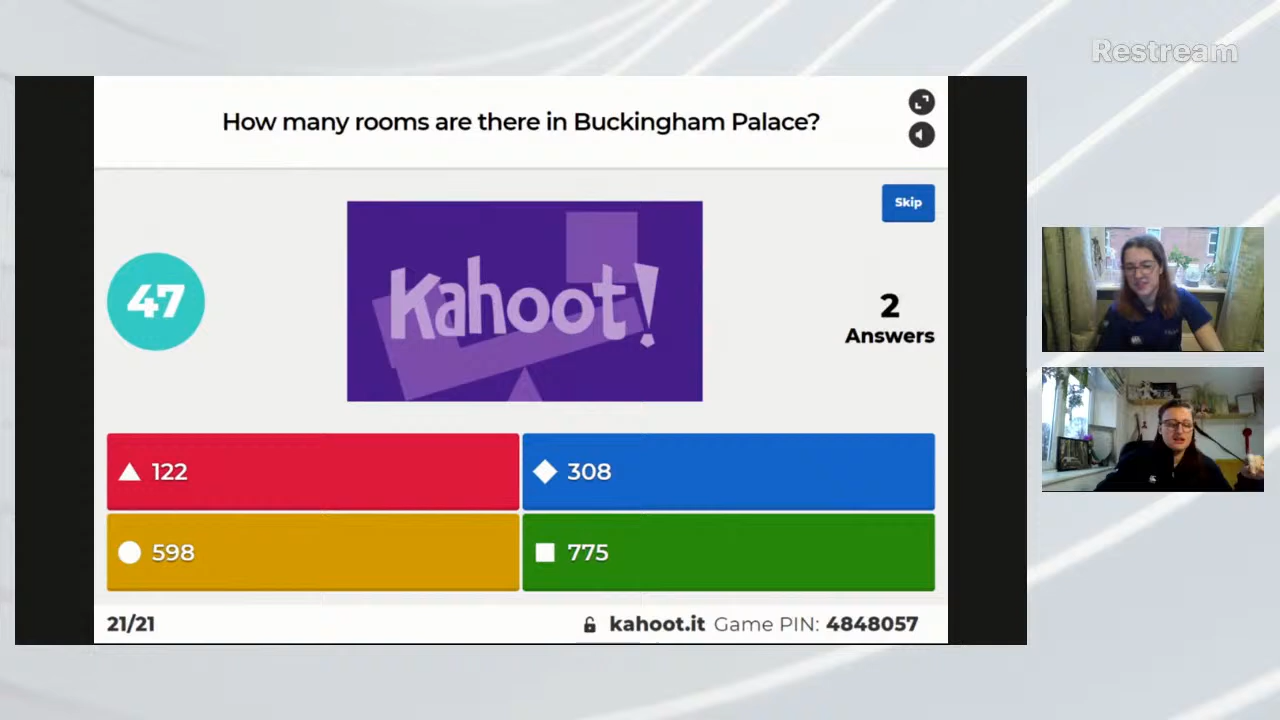 Restream
How many rooms are there in Buckingham Palace?
Skip
47
Kahoot!
2
Answers
122
308
598
775
21/21
kahoot.it Game PIN: 4848057